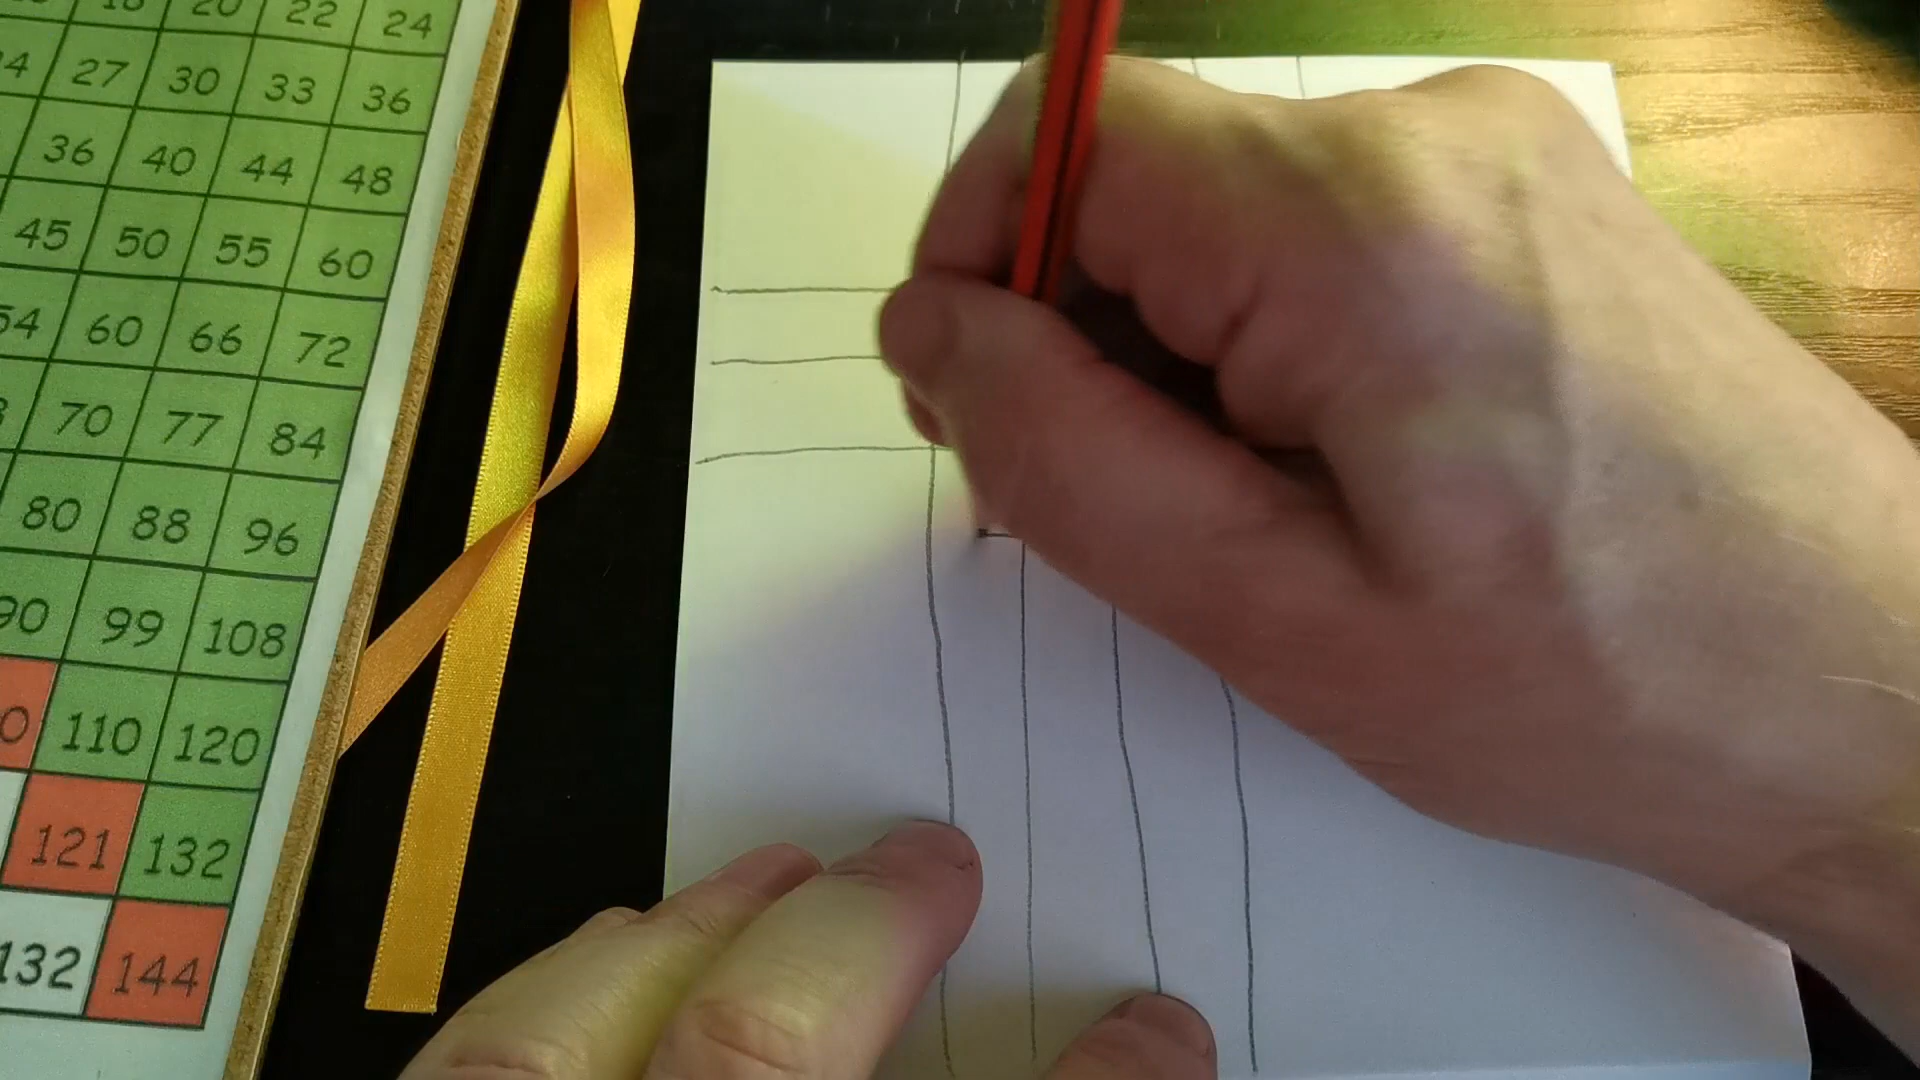 18 20 22 24
27 30 33 36
36 40 44 48
45 50 55 60
54 60 66 72
70 77 84
80 88 96
90 99 108
110 120
121 132
132 144